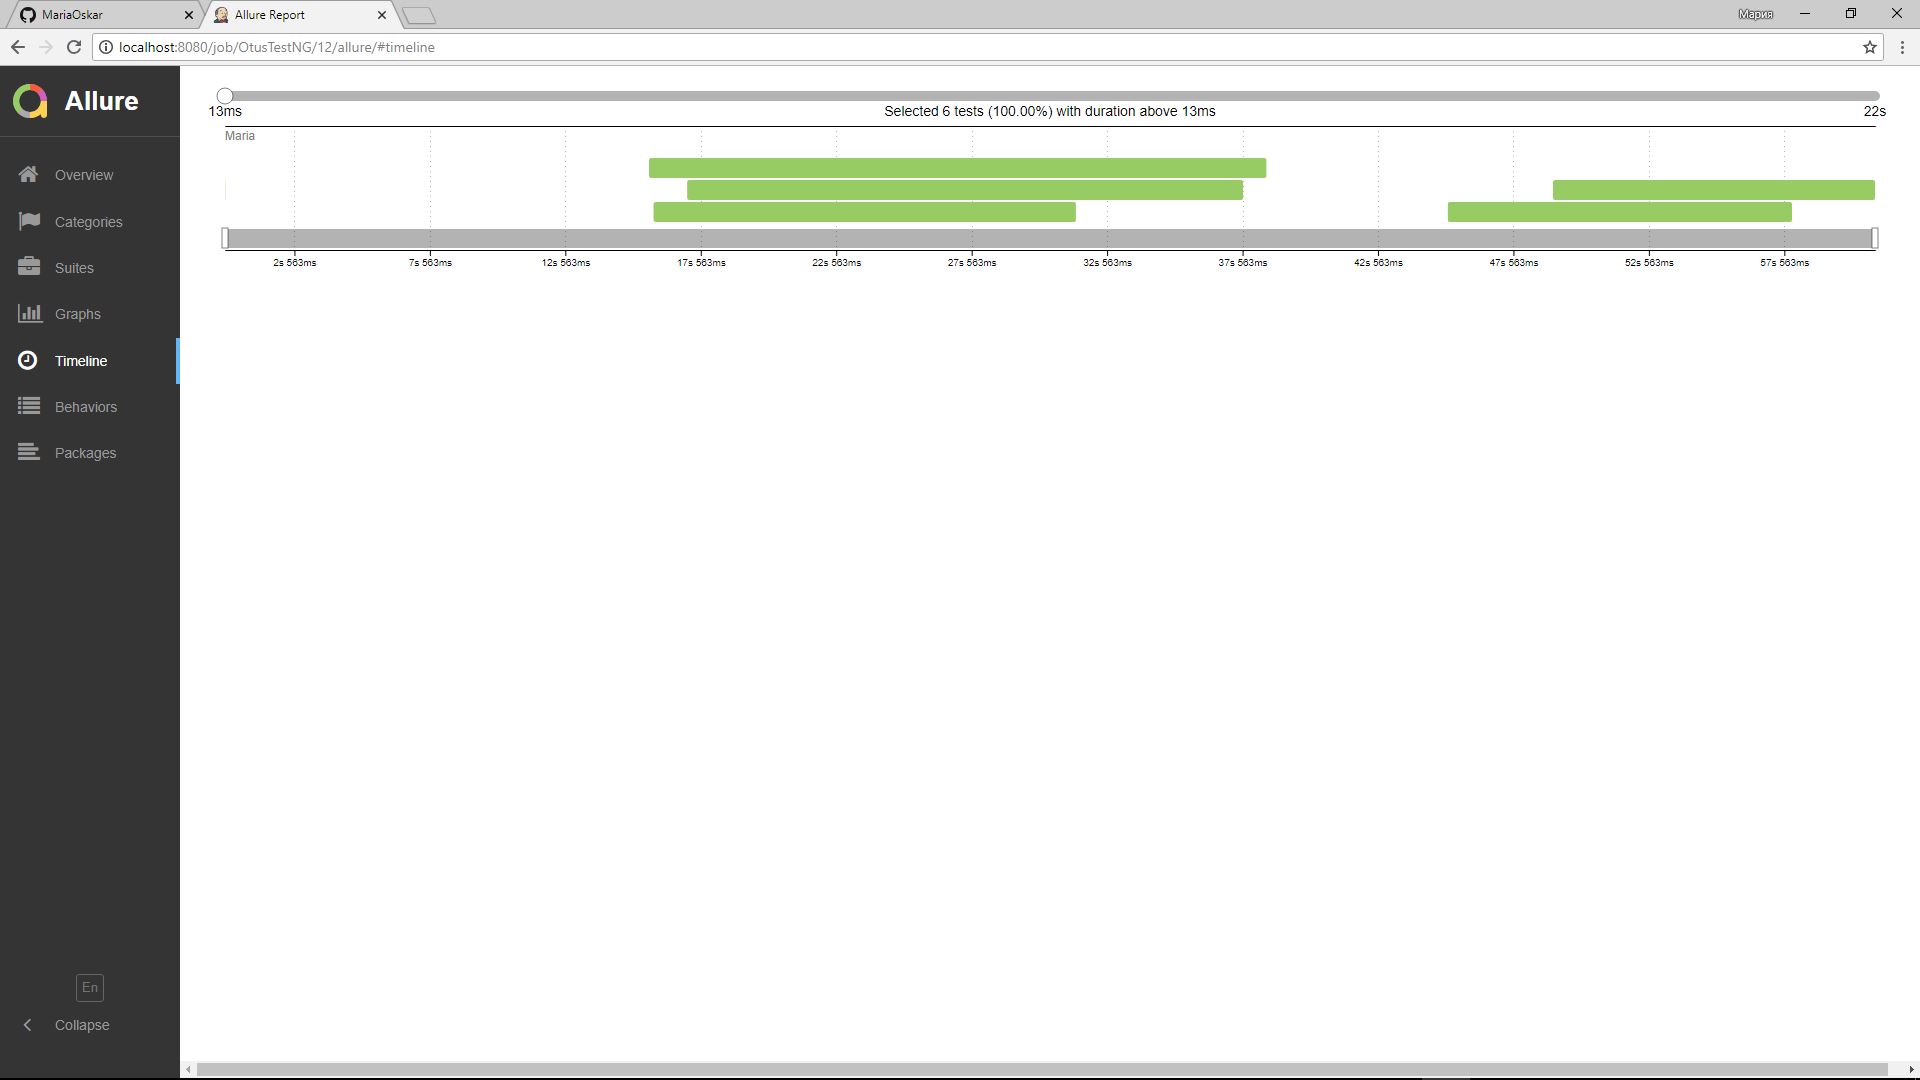 MariaOskar
Allure Report
Мария
localhost:8080/job/OtusTestNG/12/allure/#timeline
Allure
Overview
Categories
Suites
Graphs
Timeline
Behaviors
Packages
En
Collapse
13ms Selected 6 tests (100.00%) with duration above 13ms 22s
Maria
2s 563ms 7s 563ms 12s 563ms 17s 563ms 22s 563ms 27s 563ms 32s 563ms 37s 563ms 42s 563ms 47s 563ms 52s 563ms 57s 563ms